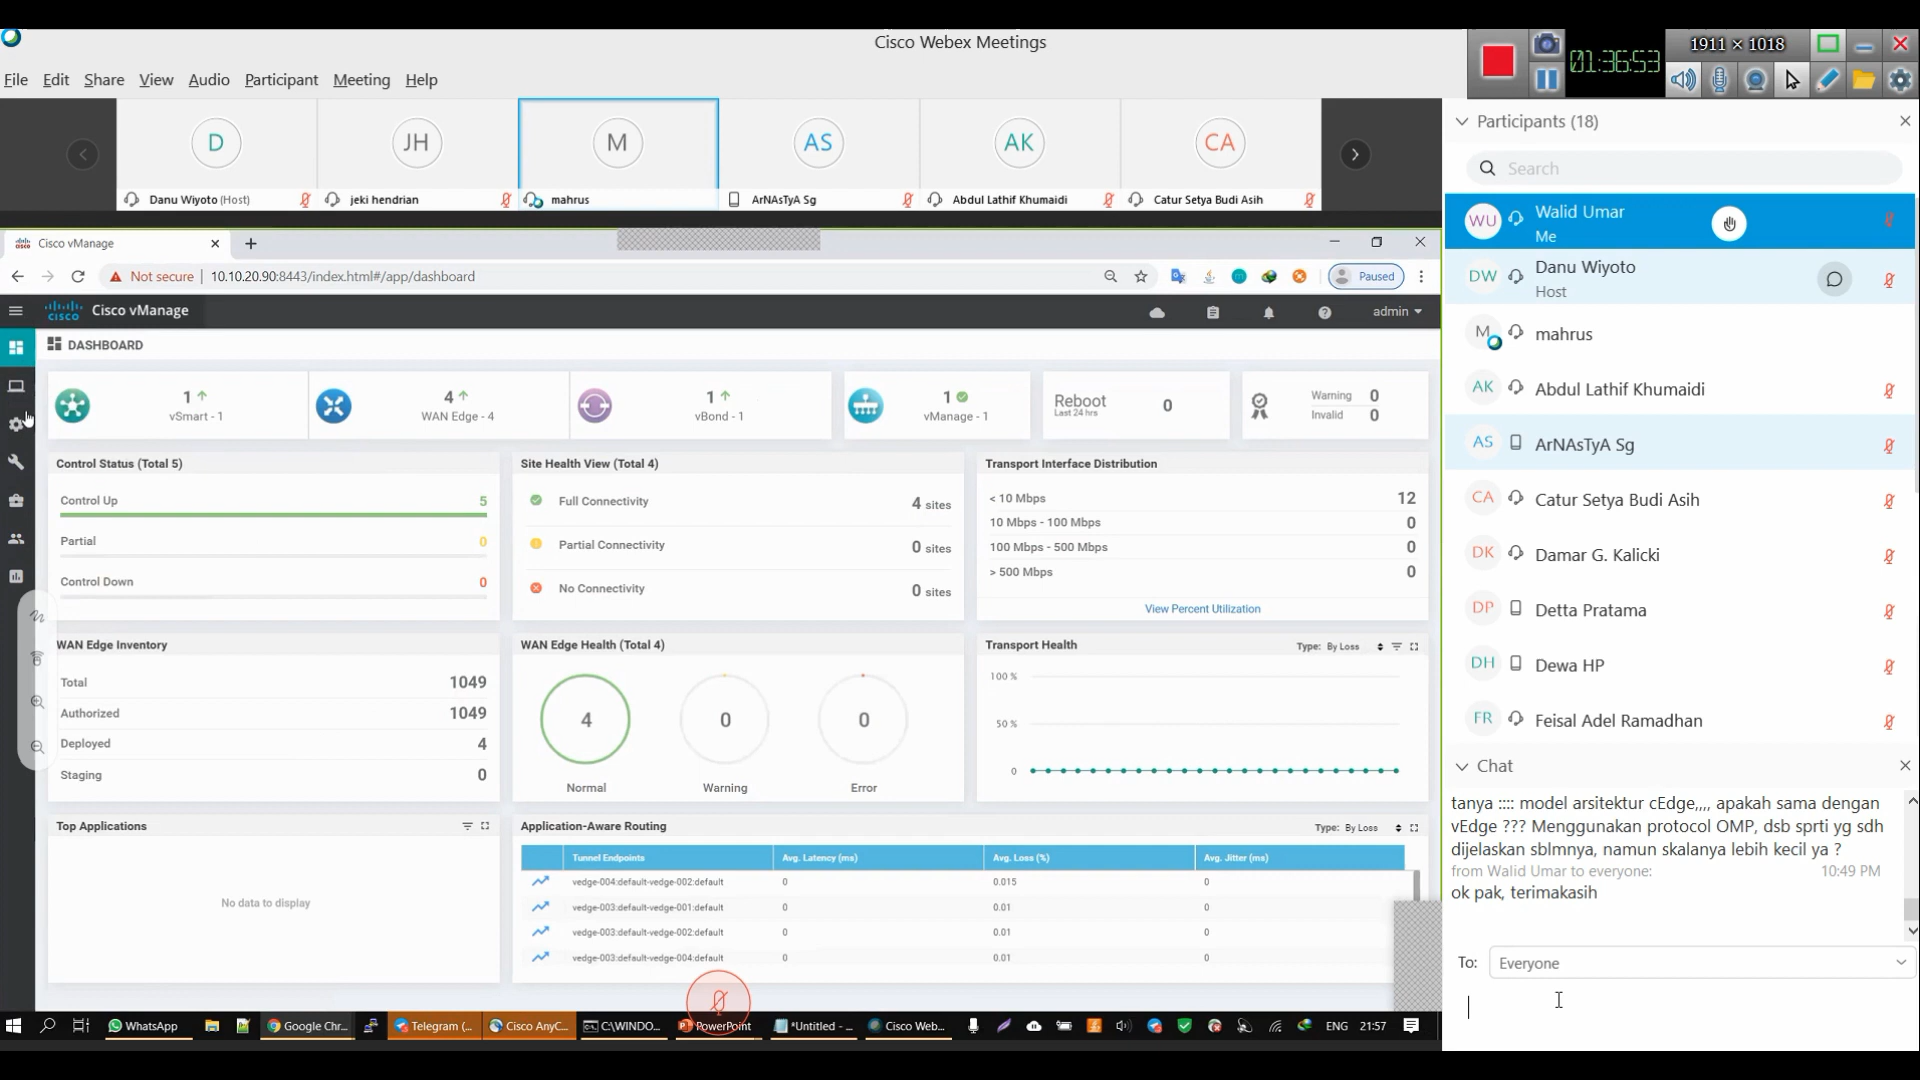 Cisco Webex Meetings
01:36:53
1911 × 1018
File Edit Share View Audio Participant Meeting Help
D
JH
M
AS
AK
CA
Danu Wiyoto (Host)
jeki hendrian
mahrus
ArNAsTyA Sg
Abdul Lathif Khumaidi
Catur Setya Budi Asih
Cisco vManage
Not secure
10.10.20.90:8443/index.html#/app/dashboard
Paused
CISCO
Cisco vManage
admin
DASHBOARD
1
vSmart - 1
4
WAN Edge - 4
1
vBond - 1
1
vManage - 1
Reboot
Last 24 hrs
0
Warning 0
Invalid 0
Control Status (Total 5)
Control Up 5
Partial 0
Control Down 0
Site Health View (Total 4)
Full Connectivity 4 sites
Partial Connectivity 0 sites
No Connectivity 0 sites
Transport Interface Distribution
< 10 Mbps 12
10 Mbps - 100 Mbps 0
100 Mbps - 500 Mbps 0
> 500 Mbps 0
View Percent Utilization
WAN Edge Inventory
Total 1049
Authorized 1049
Deployed 4
Staging 0
WAN Edge Health (Total 4)
4
0
0
Normal
Warning
Error
Transport Health
Type: By Loss
100 %
50 %
0
Top Applications
No data to display
Application-Aware Routing
Type: By Loss
Tunnel Endpoints Avg. Latency (ms) Avg. Loss (%) Avg. Jitter (ms)
vedge-004:default-vedge-002:default 0 0.015 0
vedge-003:default-vedge-001:default 0 0.01 0
vedge-003:default-vedge-002:default 0 0.01 0
vedge-003:default-vedge-004:default 0 0.01 0
WhatsApp
Google Chr...
Telegram (...
Cisco AnyC...
C:\WINDO...
PowerPoint
*Untitled - ...
Cisco Web...
ENG
21:57
Participants (18)
Search
WU
Walid Umar
Me
DW
Danu Wiyoto
Host
M
mahrus
AK
Abdul Lathif Khumaidi
AS
ArNAsTyA Sg
CA
Catur Setya Budi Asih
DK
Damar G. Kalicki
DP
Detta Pratama
DH
Dewa HP
FR
Feisal Adel Ramadhan
Chat
tanya :::: model arsitektur cEdge,,,, apakah sama dengan
vEdge ??? Menggunakan protocol OMP, dsb sprti yg sdh
dijelaskan sblmnya, namun skalanya lebih kecil ya ?
from Walid Umar to everyone: 10:49 PM
ok pak, terimakasih
To: Everyone